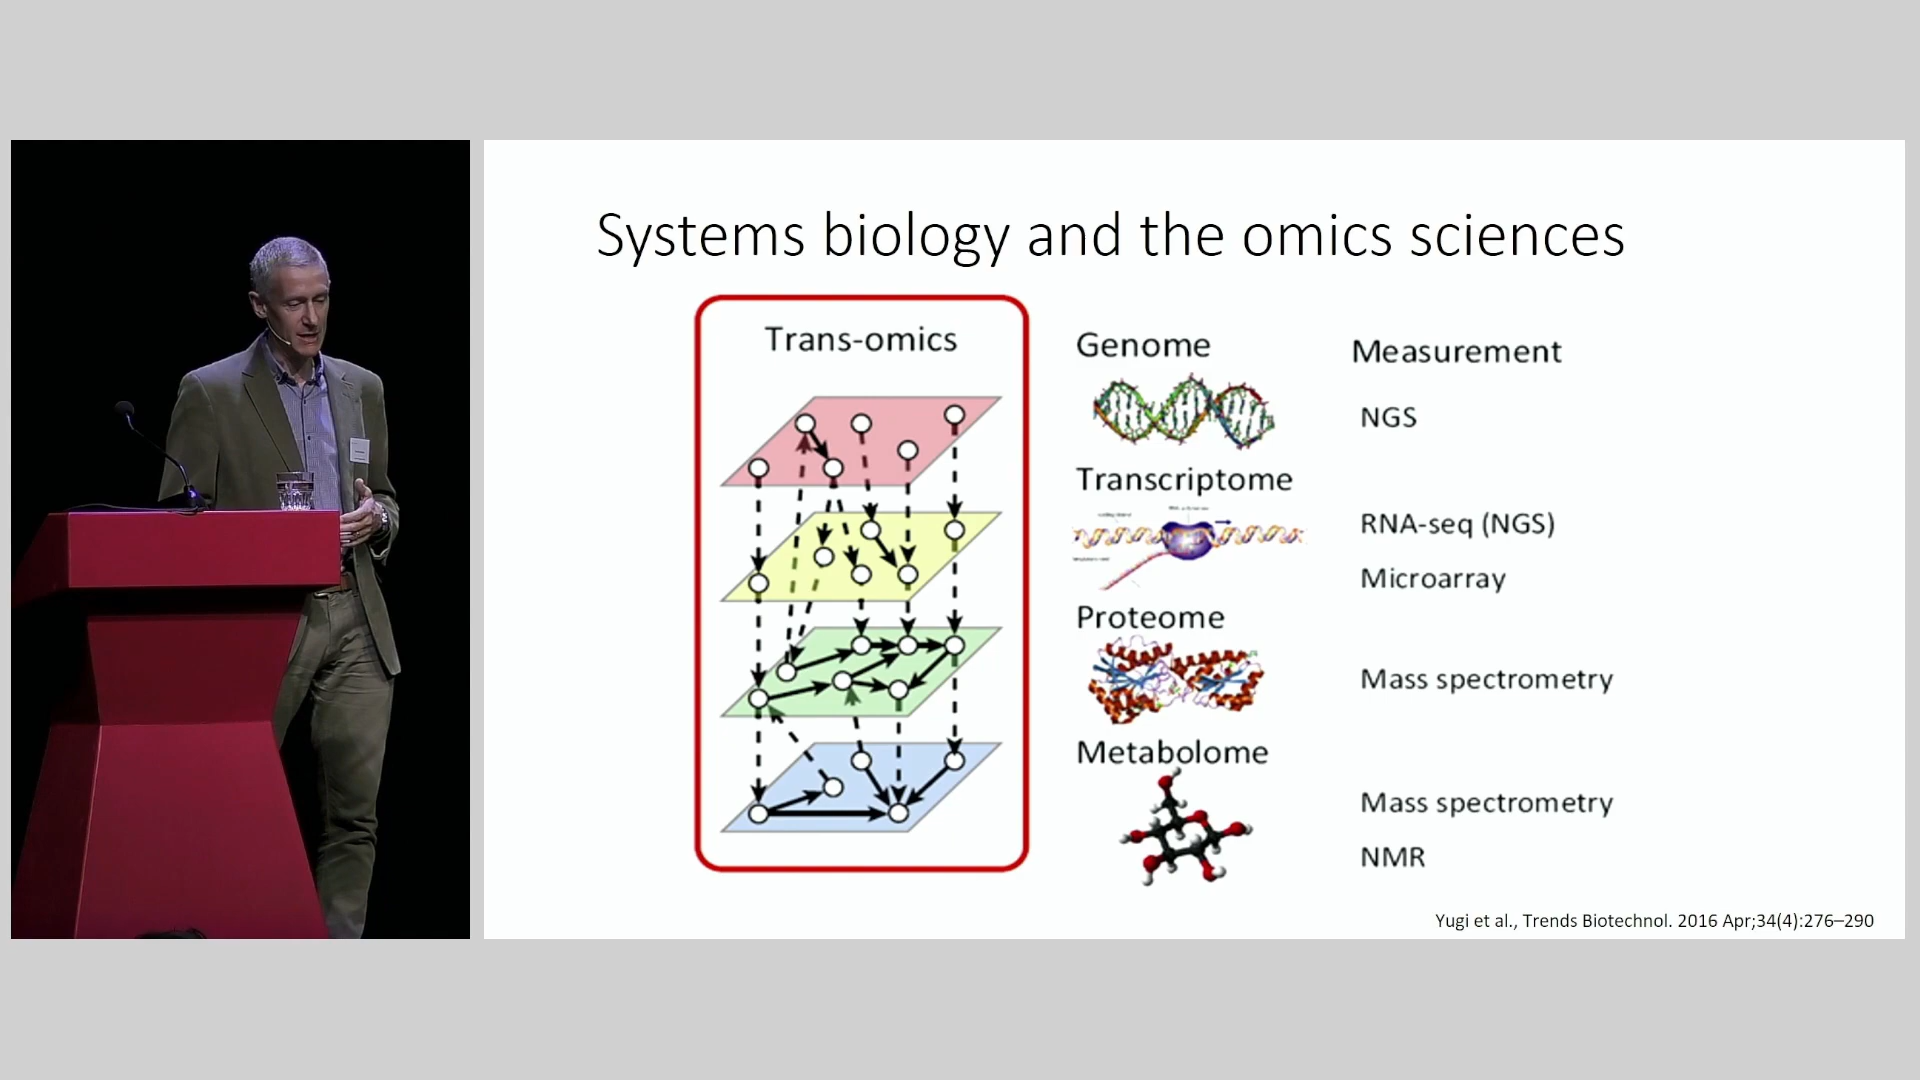 Systems biology and the omics sciences
Trans-omics
Genome
Measurement
NGS
Transcriptome
RNA-seq (NGS)
Microarray
Proteome
Mass spectrometry
Metabolome
Mass spectrometry
NMR
Yugi et al., Trends Biotechnol. 2016 Apr;34(4):276–290